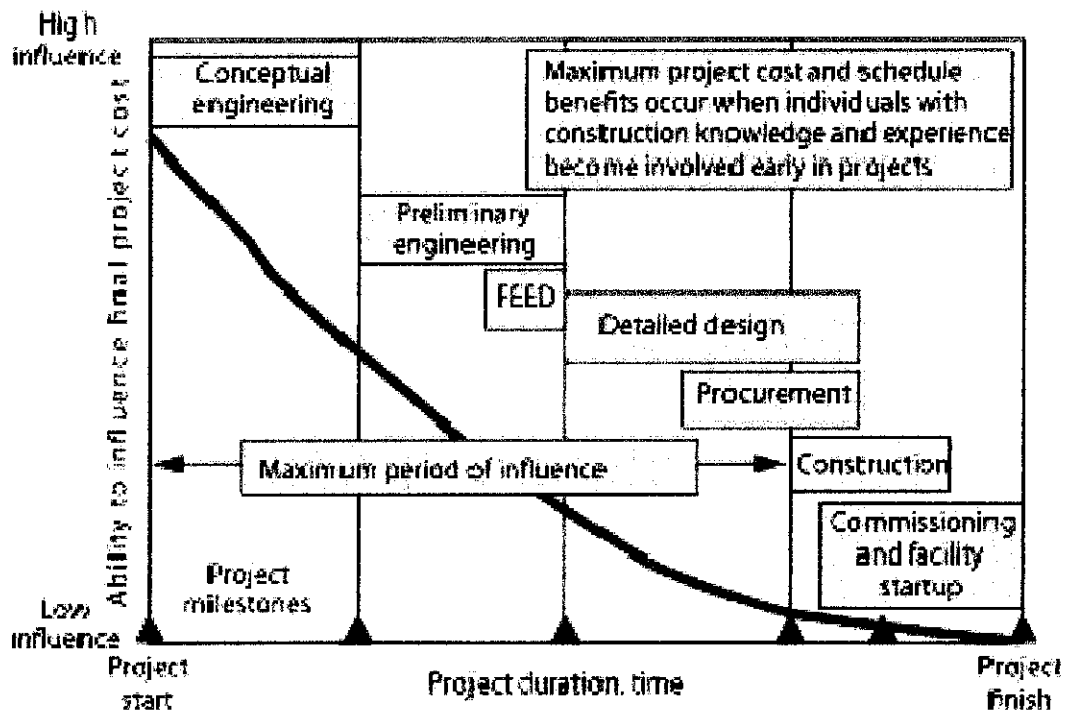 High
influence
Ability to influence final project cost
Low
influence
Conceptual
engineering
Maximum project cost and schedule
benefits occur when individuals with
construction knowledge and experience
become involved early in projects
Preliminary
engineering
FEED
Detailed design
Procurement
Maximum period of influence
Construction
Commissioning
and facility
startup
Project
milestones
Project
start
Project duration, time
Project
finish